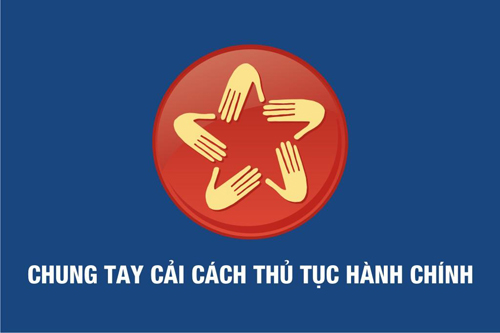 CHUNG TAY CẢI CÁCH THỦ TỤC HÀNH CHÍNH